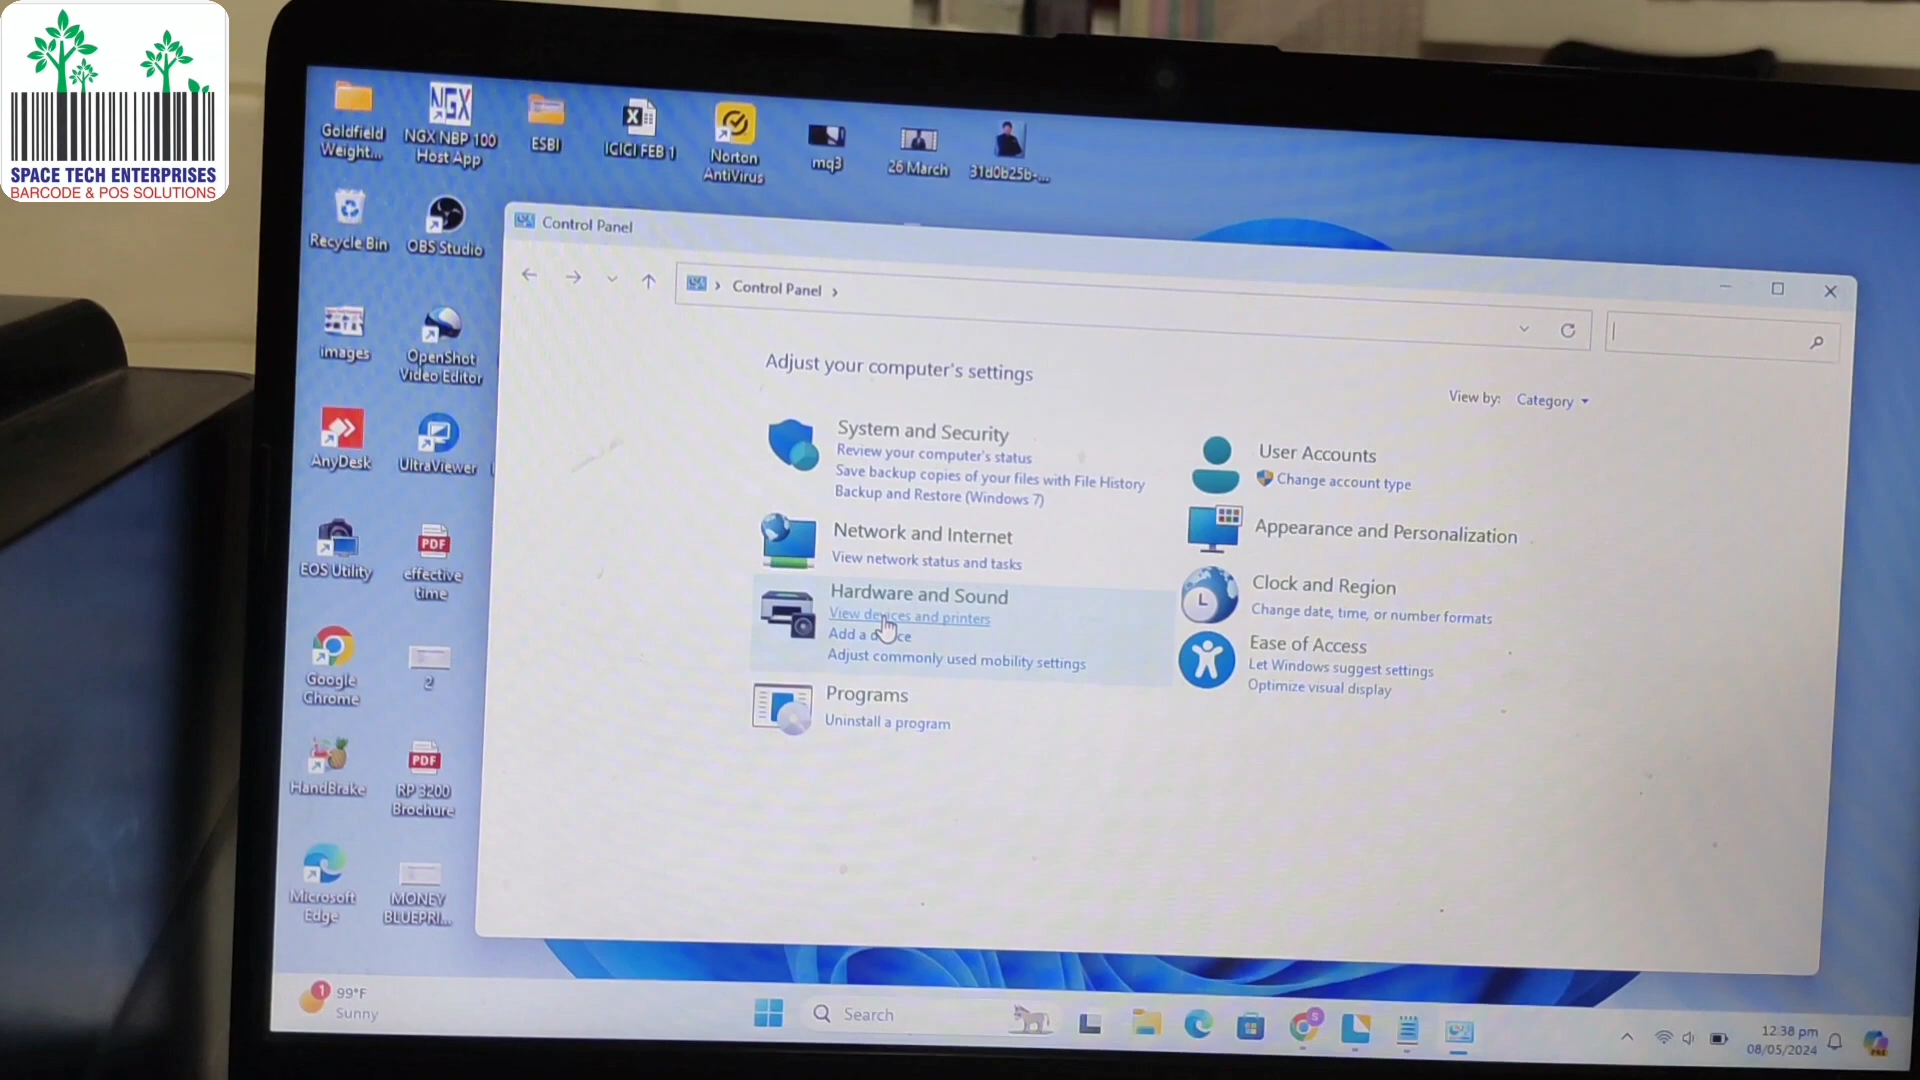 SPACE TECH ENTERPRISES
BARCODE & POS SOLUTIONS
Goldfield
Weight...
NGX
NGX NBP 100
Host App
ESBI
ICICI FEB 1
Norton
AntiVirus
mq3
26 March
31d0b25b-...
Recycle Bin
OBS Studio
images
OpenShot
Video Editor
AnyDesk
UltraViewer
EOS Utility
PDF
effective
time
Google
Chrome
2
HandBrake
PDF
RP 3200
Brochure
Microsoft
Edge
MONEY
BLUEPRI...
Control Panel
Control Panel
Adjust your computer's settings
View by: Category
System and Security
Review your computer's status
Save backup copies of your files with File History
Backup and Restore (Windows 7)
Network and Internet
View network status and tasks
Hardware and Sound
View devices and printers
Add a device
Adjust commonly used mobility settings
Programs
Uninstall a program
User Accounts
Change account type
Appearance and Personalization
Clock and Region
Change date, time, or number formats
Ease of Access
Let Windows suggest settings
Optimize visual display
1
99°F
Sunny
Search
S
12:38 pm
08/05/2024